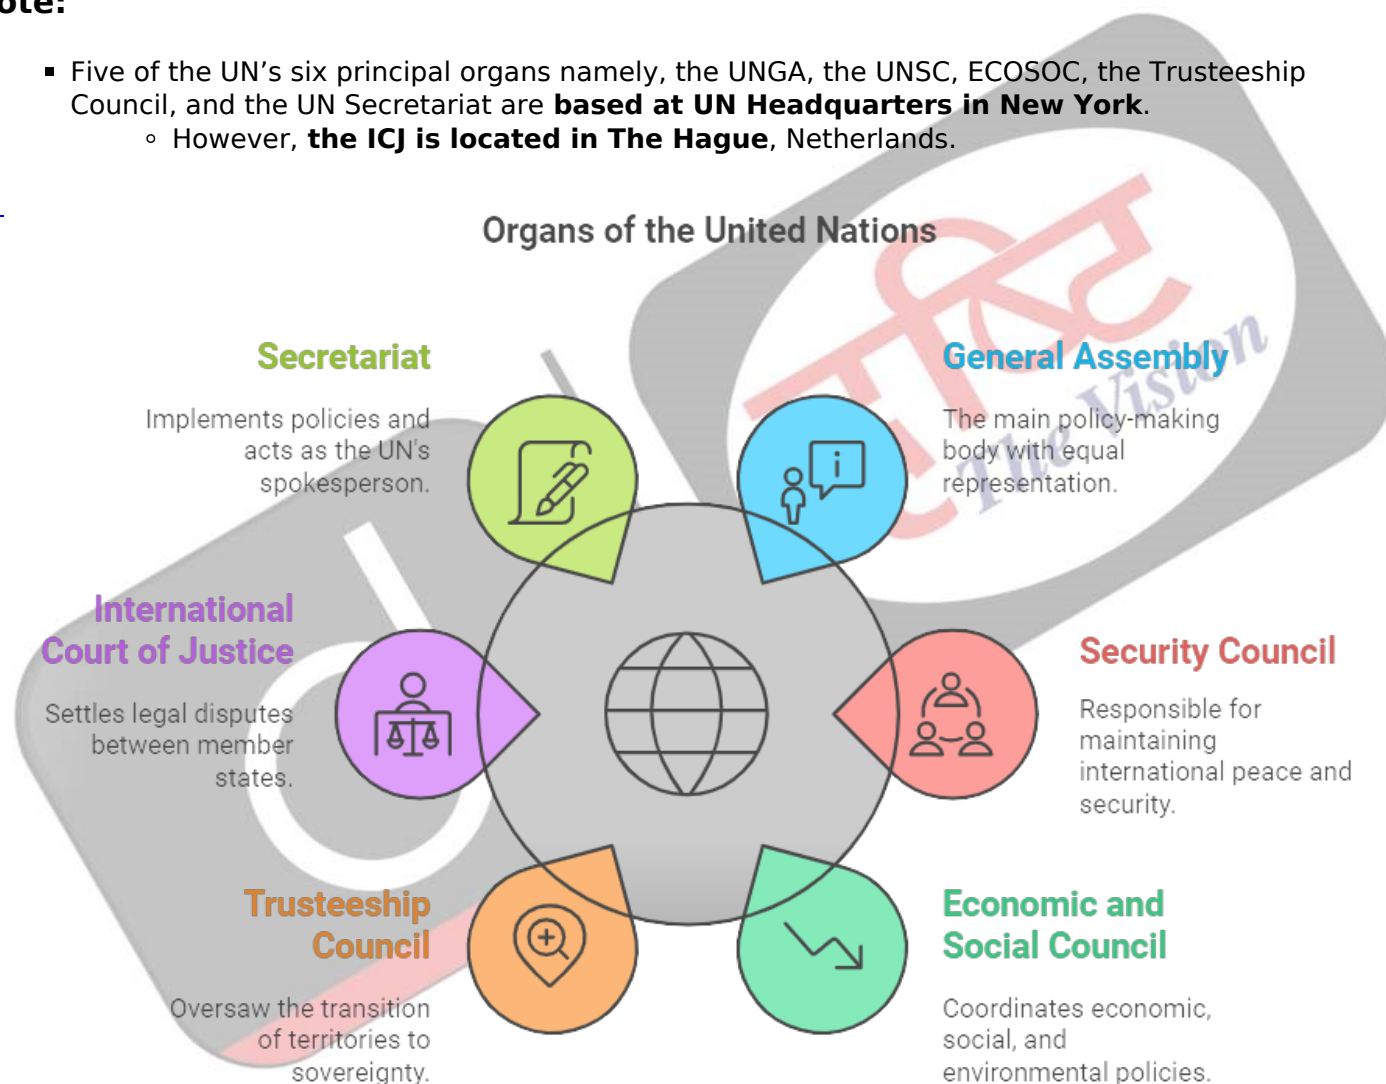 ote:
▪ Five of the UN’s six principal organs namely, the UNGA, the UNSC, ECOSOC, the Trusteeship
Council, and the UN Secretariat are based at UN Headquarters in New York.
○ However, the ICJ is located in The Hague, Netherlands.
Organs of the United Nations
Secretariat
Implements policies and
acts as the UN's
spokesperson.
General Assembly
The main policy-making
body with equal
representation.
International
Court of Justice
Settles legal disputes
between member
states.
Security Council
Responsible for
maintaining
international peace and
security.
Trusteeship
Council
Oversaw the transition
of territories to
sovereignty.
Economic and
Social Council
Coordinates economic,
social, and
environmental policies.
दृष्टि
The Vision